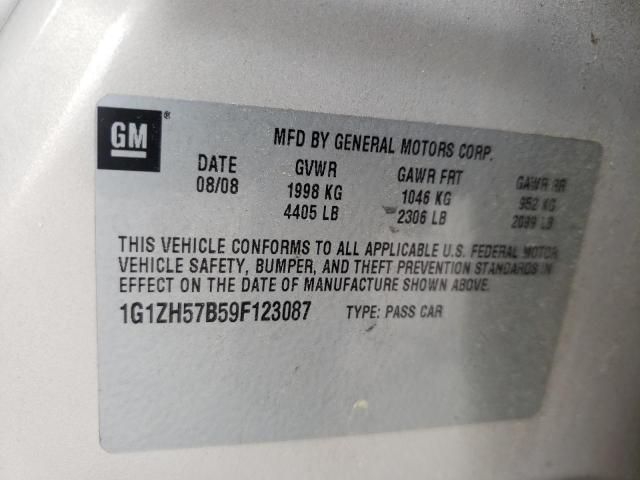 GM ®
MFD BY GENERAL MOTORS CORP.
DATE GVWR GAWR FRT GAWR RR
08/08 1998 KG 1046 KG 952 KG
4405 LB 2306 LB 2099 LB
THIS VEHICLE CONFORMS TO ALL APPLICABLE U.S. FEDERAL MOTOR
VEHICLE SAFETY, BUMPER, AND THEFT PREVENTION STANDARDS IN
EFFECT ON THE DATE OF MANUFACTURE SHOWN ABOVE.
1G1ZH57B59F123087 TYPE: PASS CAR